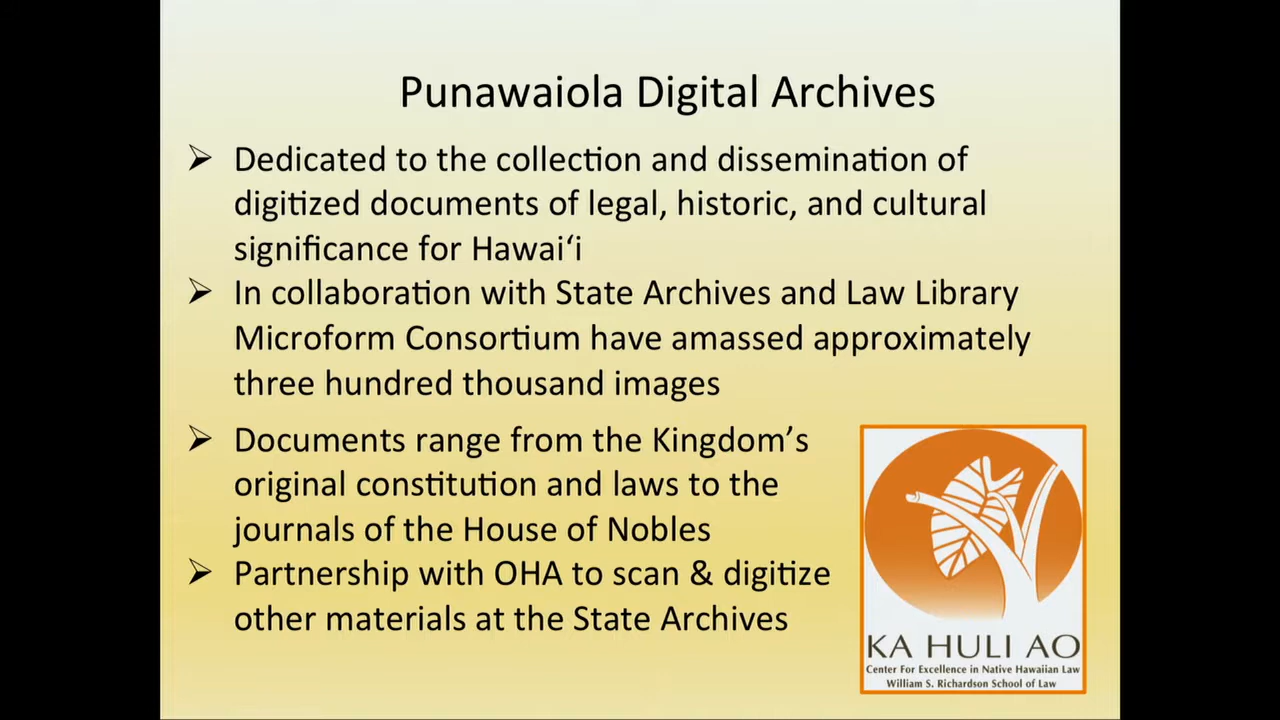 Punawaiola Digital Archives
➢ Dedicated to the collection and dissemination of
digitized documents of legal, historic, and cultural
significance for Hawai‘i
➢ In collaboration with State Archives and Law Library
Microform Consortium have amassed approximately
three hundred thousand images
➢ Documents range from the Kingdom’s
original constitution and laws to the
journals of the House of Nobles
➢ Partnership with OHA to scan & digitize
other materials at the State Archives
KA HULI AO
Center For Excellence in Native Hawaiian Law
William S. Richardson School of Law